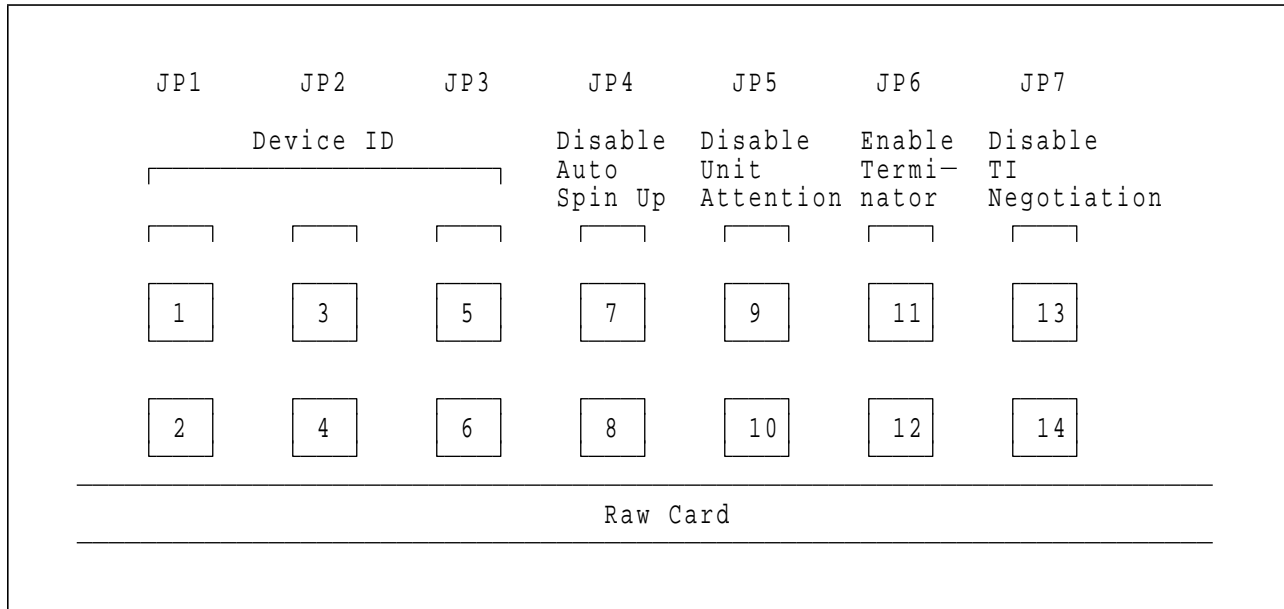 JP1 JP2 JP3 JP4 JP5 JP6 JP7
Device ID Disable Disable Enable Disable
Auto Unit Termi— TI
Spin Up Attention nator Negotiation
1 3 5 7 9 11 13
2 4 6 8 10 12 14
Raw Card